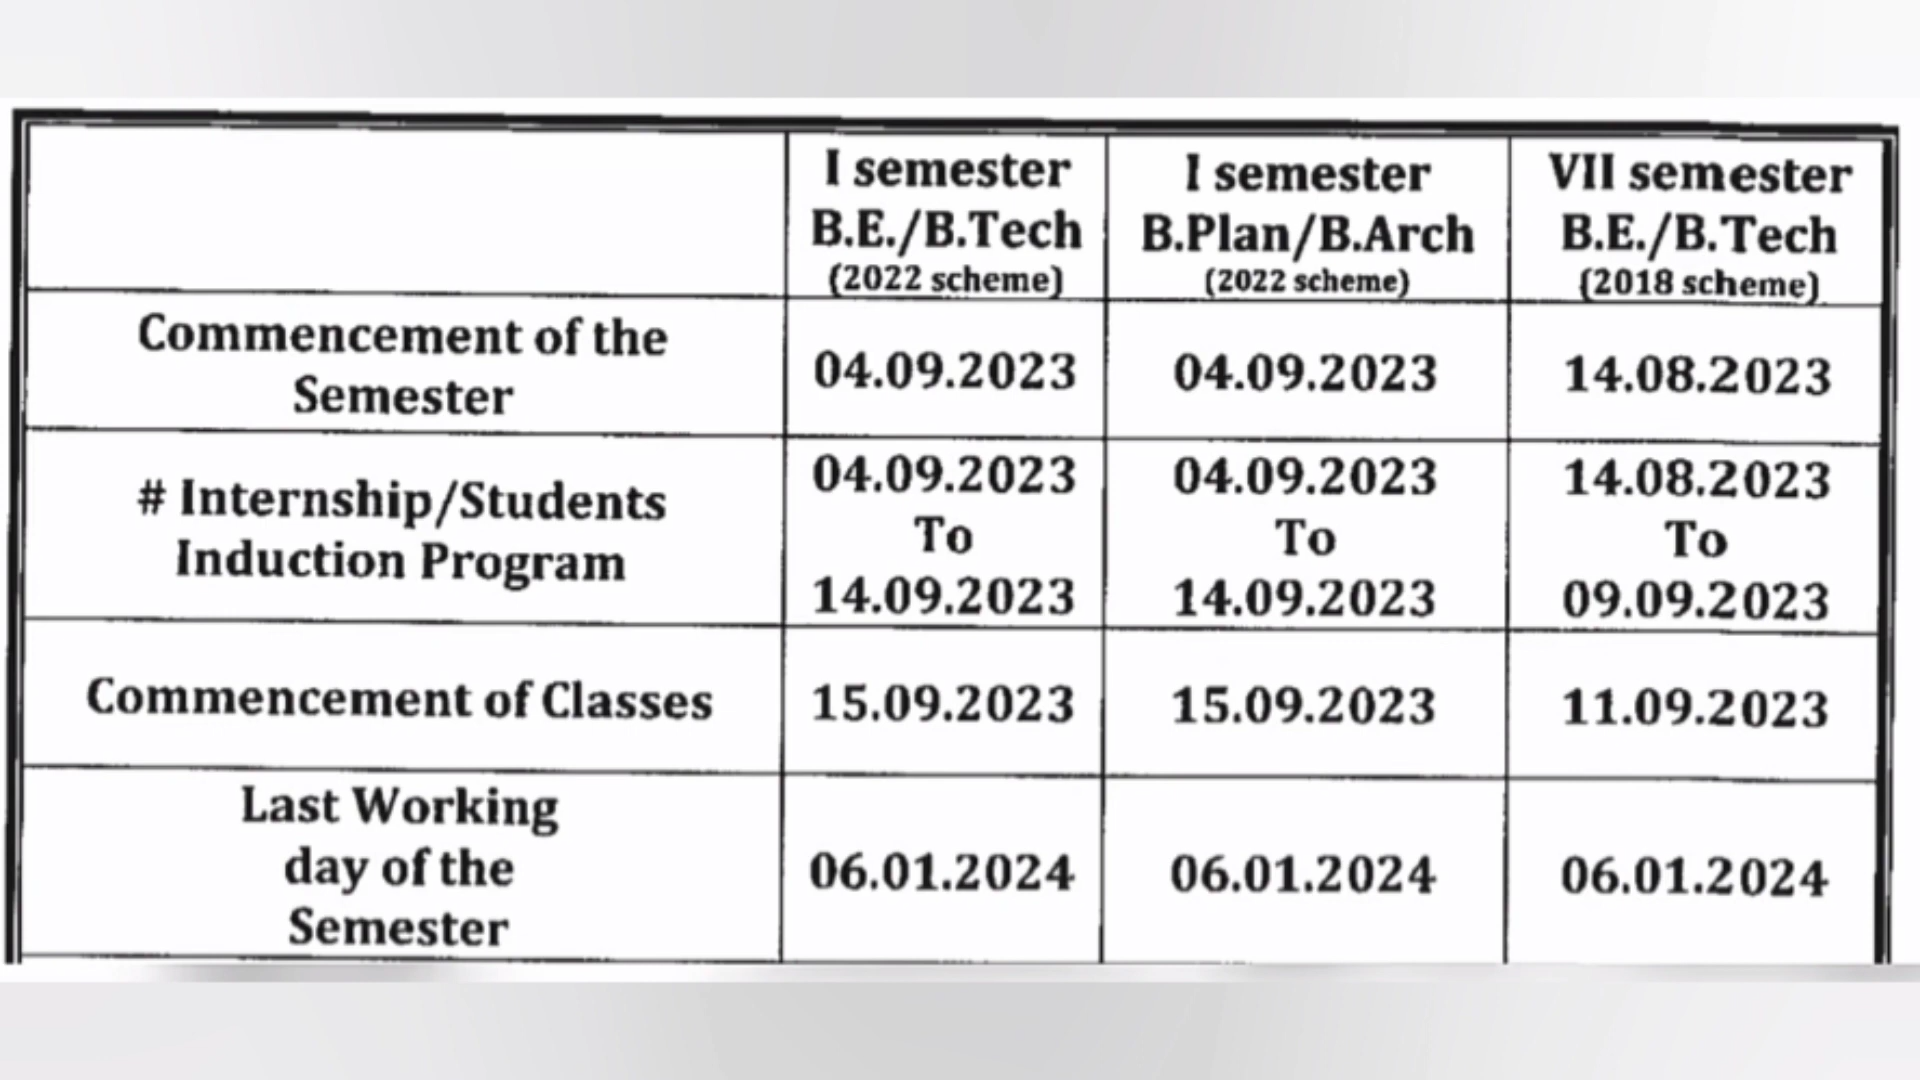 I semester
B.E./B.Tech
(2022 scheme)
I semester
B.Plan/B.Arch
(2022 scheme)
VII semester
B.E./B.Tech
(2018 scheme)
Commencement of the
Semester
04.09.2023
04.09.2023
14.08.2023
# Internship/Students
Induction Program
04.09.2023
To
14.09.2023
04.09.2023
To
14.09.2023
14.08.2023
To
09.09.2023
Commencement of Classes
15.09.2023
15.09.2023
11.09.2023
Last Working
day of the
Semester
06.01.2024
06.01.2024
06.01.2024